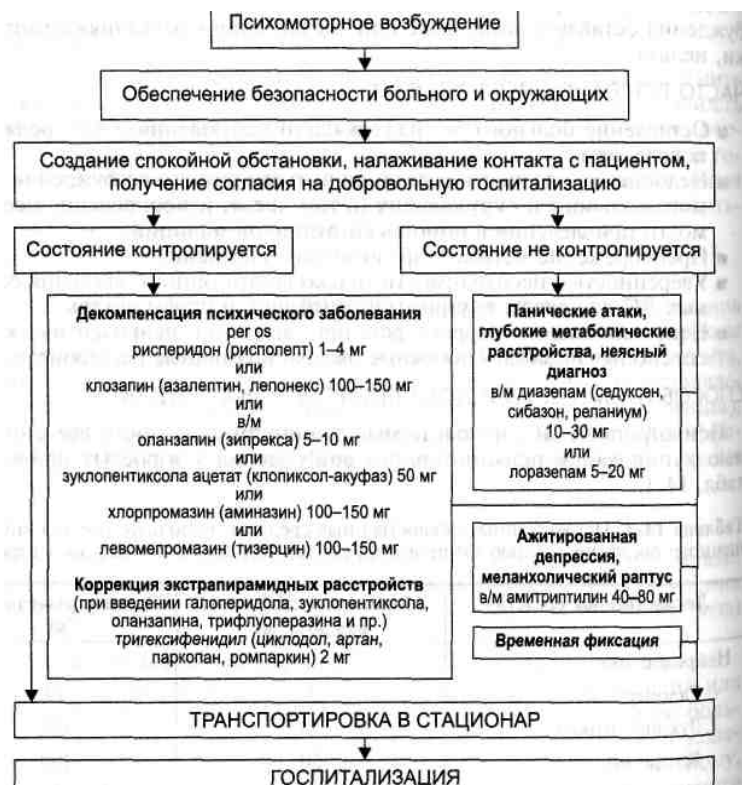 Психомоторное возбуждение
Обеспечение безопасности больного и окружающих
Создание спокойной обстановки, налаживание контакта с пациентом,
получение согласия на добровольную госпитализацию
Состояние контролируется
Состояние не контролируется
Декомпенсация психического заболевания
per os
рисперидон (рисполепт) 1–4 мг
или
клозапин (азалептин, лепонекс) 100–150 мг
или
в/м
оланзапин (зипрекса) 5–10 мг
или
зуклопентиксола ацетат (клопиксол-акуфаз) 50 мг
или
хлорпромазин (аминазин) 100–150 мг
или
левомепромазин (тизерцин) 100–150 мг
Коррекция экстрапирамидных расстройств
(при введении галоперидола, зуклопентиксола,
оланзапина, трифлуоперазина и пр.)
тригексифенидил (циклодол, артан,
паркопан, ромпаркин) 2 мг
Панические атаки,
глубокие метаболические
расстройства, неясный
диагноз
в/м диазепам (седуксен,
сибазон, реланиум)
10–30 мг
или
лоразепам 5–20 мг
Ажитированная
депрессия,
меланхолический раптус
в/м амитриптилин 40–80 мг
Временная фиксация
ТРАНСПОРТИРОВКА В СТАЦИОНАР
ГОСПИТАЛИЗАЦИЯ